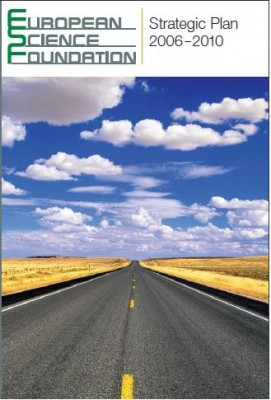 EUROPEAN
SCIENCE
FOUNDATION
Strategic Plan
2006–2010